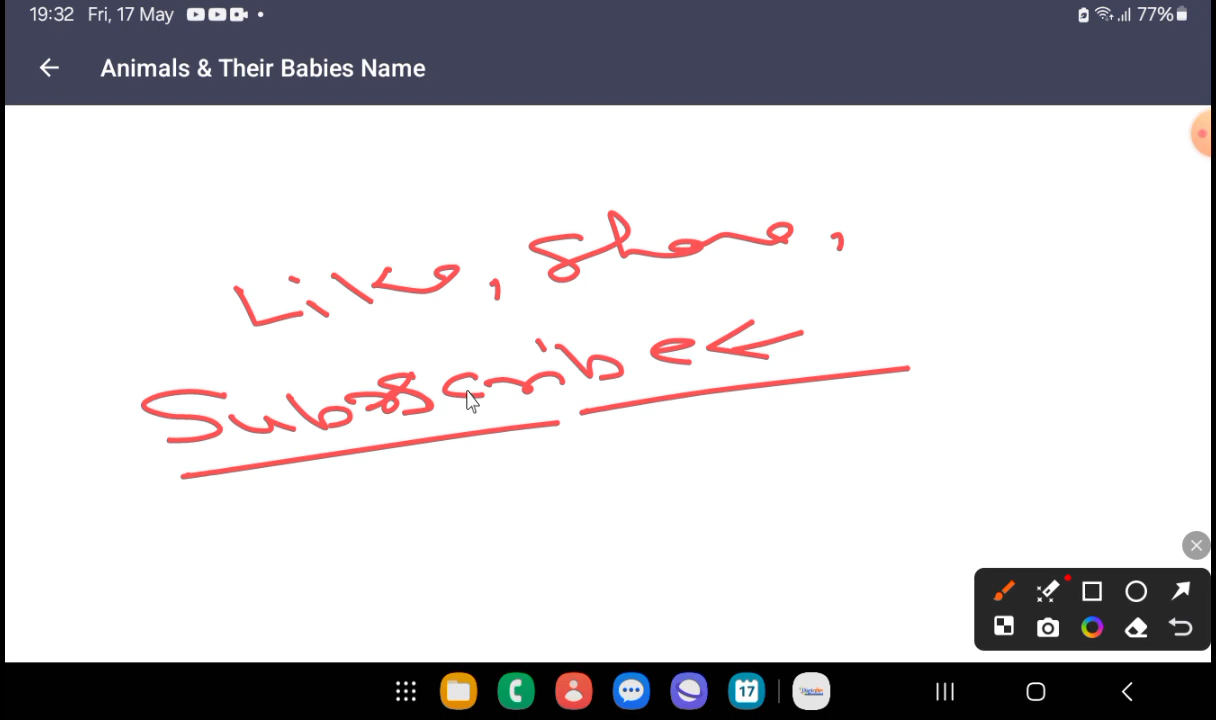 19:32 Fri, 17 May
77%
Animals & Their Babies Name
Like, Share,
Subscribe
17